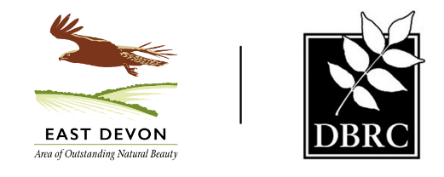 EAST DEVON
Area of Outstanding Natural Beauty
DBRC